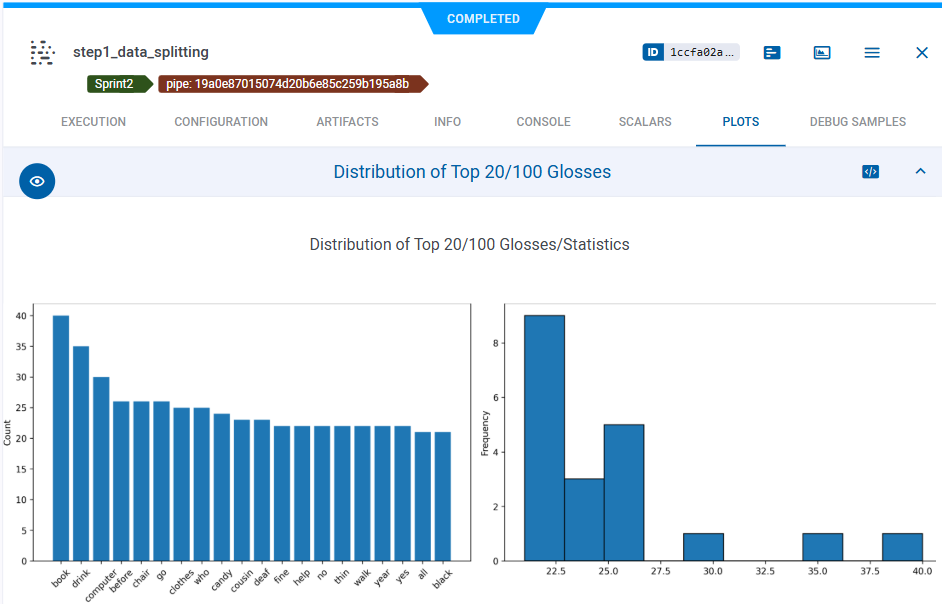 COMPLETED
step1_data_splitting
ID 1ccfa02a...
Sprint2
pipe: 19a0e87015074d20b6e85c259b195a8b
EXECUTION CONFIGURATION ARTIFACTS INFO CONSOLE SCALARS PLOTS DEBUG SAMPLES
Distribution of Top 20/100 Glosses
</>
Distribution of Top 20/100 Glosses/Statistics
Count
40
35
30
25
20
15
10
5
0
book drink computer before chair go clothes who candy cousin deaf fine help no thin walk year yes all black
Frequency
8
6
4
2
0
22.5 25.0 27.5 30.0 32.5 35.0 37.5 40.0